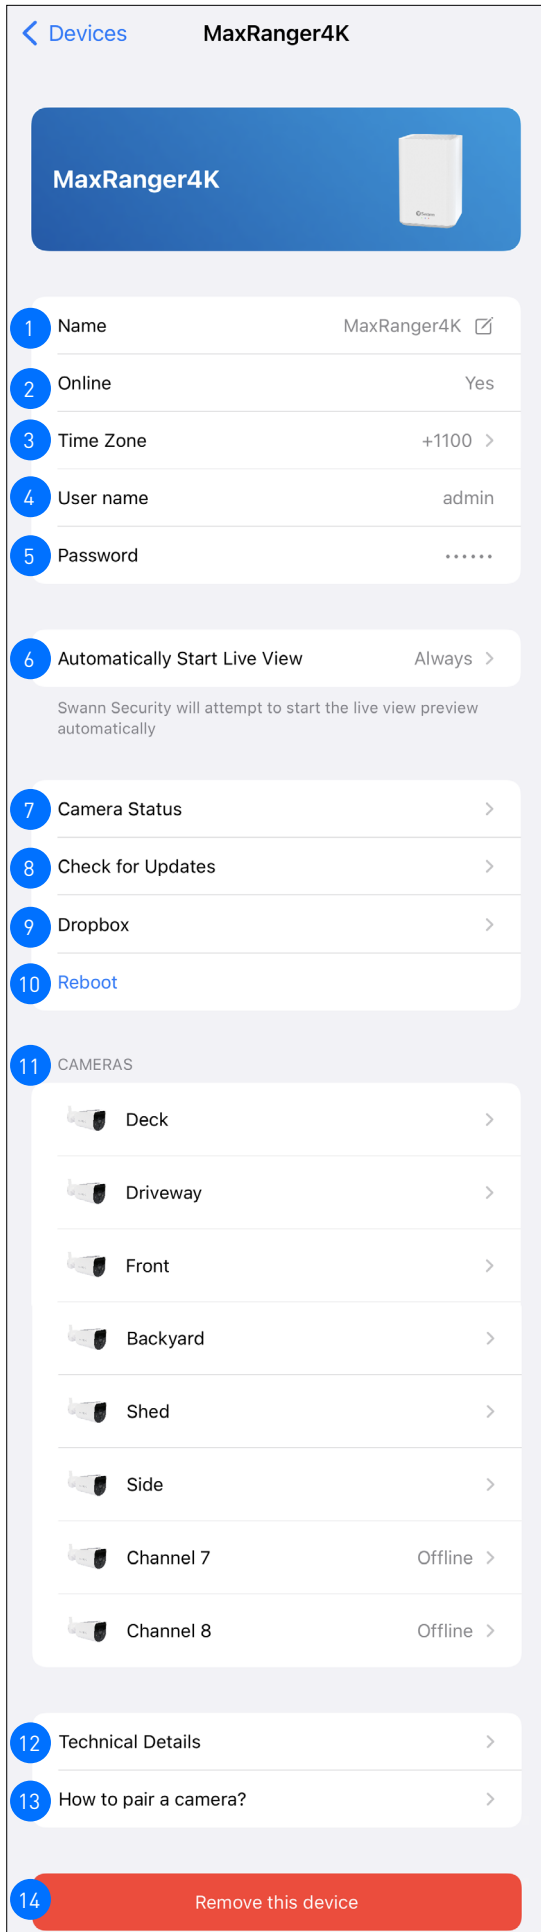 Devices MaxRanger4K
MaxRanger4K
Swann
1 Name MaxRanger4K
2 Online Yes
3 Time Zone +1100
4 User name admin
5 Password ••••••
6 Automatically Start Live View Always
Swann Security will attempt to start the live view preview
automatically
7 Camera Status
8 Check for Updates
9 Dropbox
10 Reboot
11 CAMERAS
Deck
Driveway
Front
Backyard
Shed
Side
Channel 7 Offline
Channel 8 Offline
12 Technical Details
13 How to pair a camera?
14 Remove this device